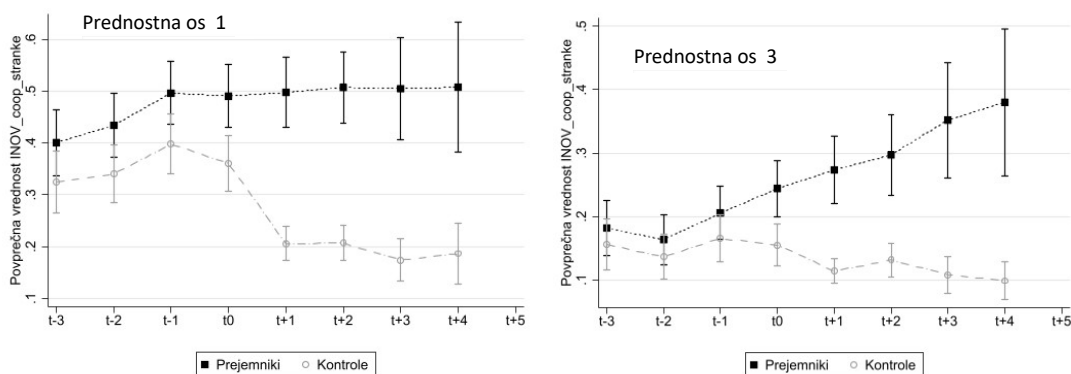 Prednostna os 1
Povprečna vrednost INOV_coop_stranke
.6
.5
.4
.3
.2
.1
t-3 t-2 t-1 t0 t+1 t+2 t+3 t+4 t+5
Prejemniki Kontrole
Prednostna os 3
Povprečna vrednost INOV_coop_stranke
.5
.4
.3
.2
.1
t-3 t-2 t-1 t0 t+1 t+2 t+3 t+4 t+5
Prejemniki Kontrole